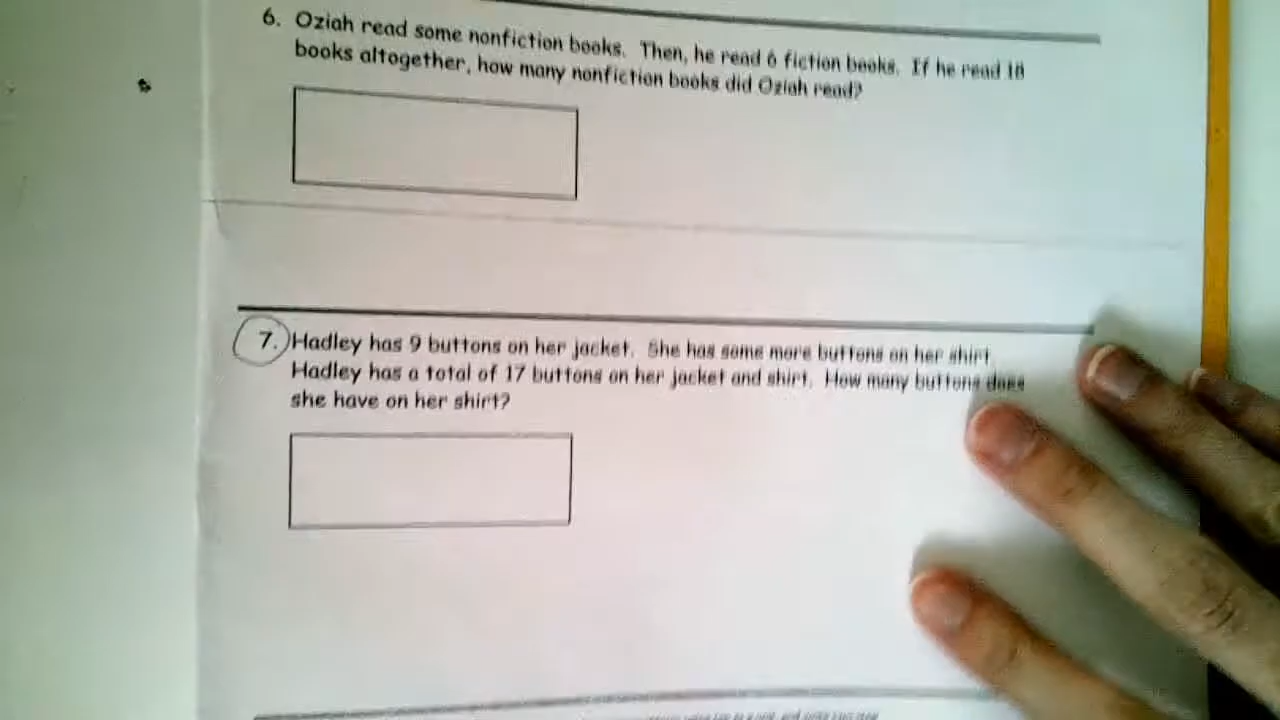 6. Oziah read some nonfiction books. Then, he read 6 fiction books. If he read 18
books altogether, how many nonfiction books did Oziah read?
7. Hadley has 9 buttons on her jacket. She has some more buttons on her shirt.
Hadley has a total of 17 buttons on her jacket and shirt. How many buttons does
she have on her shirt?